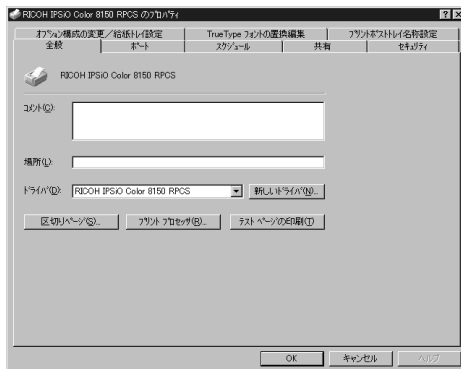 RICOH IPSiO Color 8150 RPCS のプロパティ
オプション構成の変更／給紙トレイ設定 TrueType フォントの置換編集 プリントポストトレイ名称設定
全般 ポート スケジュール 共有 セキュリティ
RICOH IPSiO Color 8150 RPCS
コメント(C):
場所(L):
ドライバ(D): RICOH IPSiO Color 8150 RPCS 新しいドライバ(N)...
区切りページ(S)... プリント プロセッサ(R)... テスト ページの印刷(T)
OK キャンセル ヘルプ